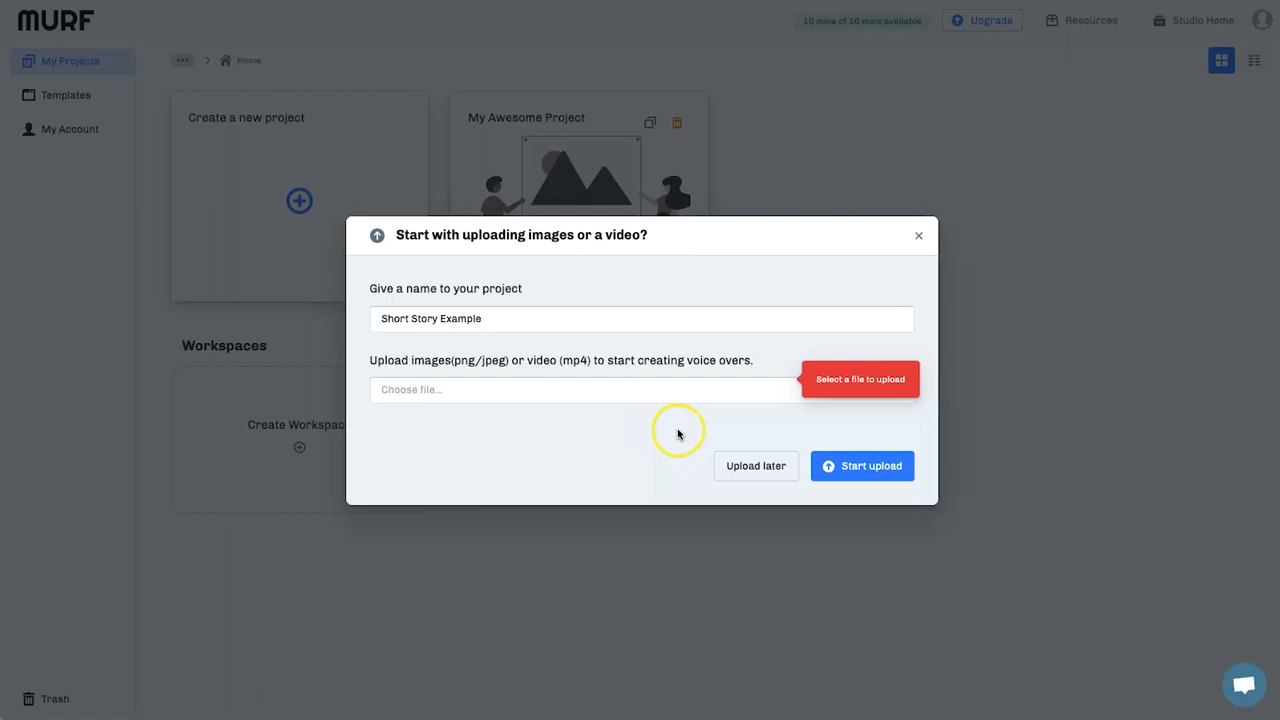 MURF
10 mins of 10 mins available
Upgrade
Resources
Studio Home
My Projects
Templates
My Account
Home
Create a new project
My Awesome Project
Start with uploading images or a video?
Give a name to your project
Short Story Example
Upload images(png/jpeg) or video (mp4) to start creating voice overs.
Choose file...
Select a file to upload
Upload later
Start upload
Workspaces
Create Workspac
Trash